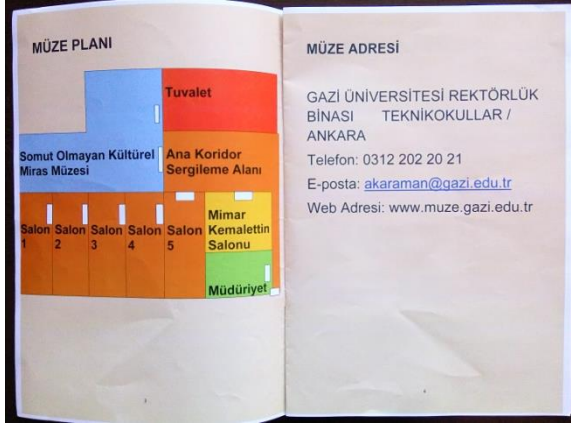 MÜZE PLANI
Tuvalet
Somut Olmayan Kültürel
Miras Müzesi
Ana Koridor
Sergileme Alanı
Salon
1
Salon
2
Salon
3
Salon
4
Salon
5
Mimar
Kemalettin
Salonu
Müdüriyet
MÜZE ADRESİ
GAZİ ÜNİVERSİTESİ REKTÖRLÜK
BİNASI TEKNİKOKULLAR /
ANKARA
Telefon: 0312 202 20 21
E-posta: akaraman@gazi.edu.tr
Web Adresi: www.muze.gazi.edu.tr